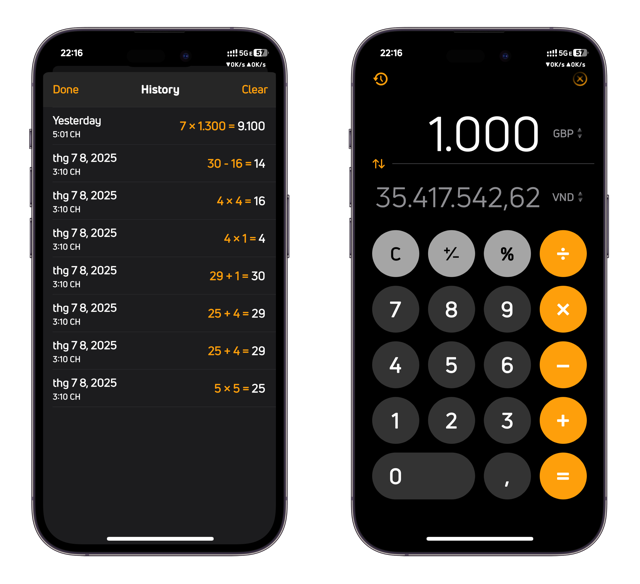 22:16
5G E 57
▼0K/s ▲0K/s
Done
History
Clear
Yesterday
5:01 CH
7 × 1.300 = 9.100
thg 7 8, 2025
3:10 CH
30 - 16 = 14
thg 7 8, 2025
3:10 CH
4 × 4 = 16
thg 7 8, 2025
3:10 CH
4 × 1 = 4
thg 7 8, 2025
3:10 CH
29 + 1 = 30
thg 7 8, 2025
3:10 CH
25 + 4 = 29
thg 7 8, 2025
3:10 CH
25 + 4 = 29
thg 7 8, 2025
3:10 CH
5 × 5 = 25
22:16
5G E 57
▼0K/s ▲0K/s
1.000 GBP
35.417.542,62 VND
C +/− % ÷
7 8 9 ×
4 5 6 −
1 2 3 +
0 , =